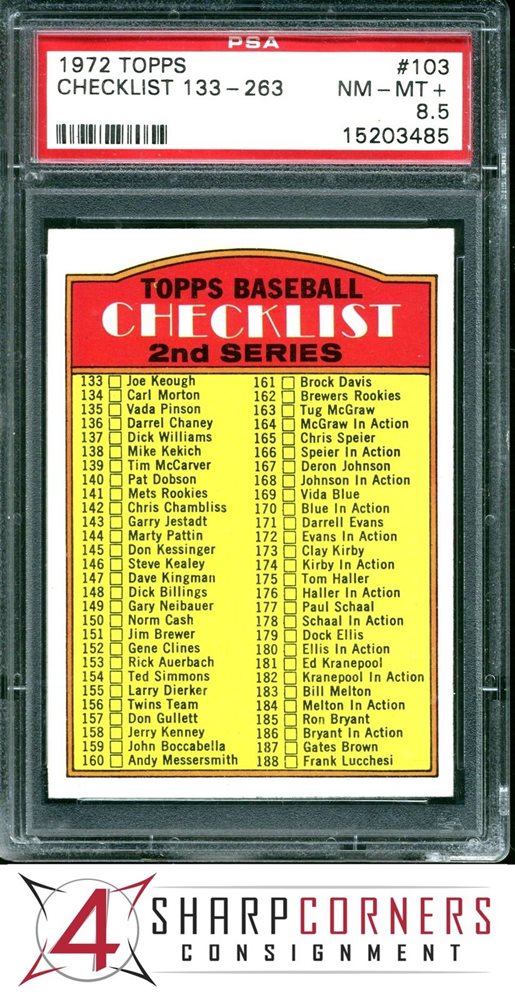 PSA
1972 TOPPS #103
CHECKLIST 133-263 NM-MT+
8.5
15203485
TOPPS BASEBALL
CHECKLIST
2nd SERIES
133 Joe Keough
134 Carl Morton
135 Vada Pinson
136 Darrel Chaney
137 Dick Williams
138 Mike Kekich
139 Tim McCarver
140 Pat Dobson
141 Mets Rookies
142 Chris Chambliss
143 Garry Jestadt
144 Marty Pattin
145 Don Kessinger
146 Steve Kealey
147 Dave Kingman
148 Dick Billings
149 Gary Neibauer
150 Norm Cash
151 Jim Brewer
152 Gene Clines
153 Rick Auerbach
154 Ted Simmons
155 Larry Dierker
156 Twins Team
157 Don Gullett
158 Jerry Kenney
159 John Boccabella
160 Andy Messersmith
161 Brock Davis
162 Brewers Rookies
163 Tug McGraw
164 McGraw In Action
165 Chris Speier
166 Speier In Action
167 Deron Johnson
168 Johnson In Action
169 Vida Blue
170 Blue In Action
171 Darrell Evans
172 Evans In Action
173 Clay Kirby
174 Kirby In Action
175 Tom Haller
176 Haller In Action
177 Paul Schaal
178 Schaal In Action
179 Dock Ellis
180 Ellis In Action
181 Ed Kranepool
182 Kranepool In Action
183 Bill Melton
184 Melton In Action
185 Ron Bryant
186 Bryant In Action
187 Gates Brown
188 Frank Lucchesi
4 SHARPCORNERS
CONSIGNMENT